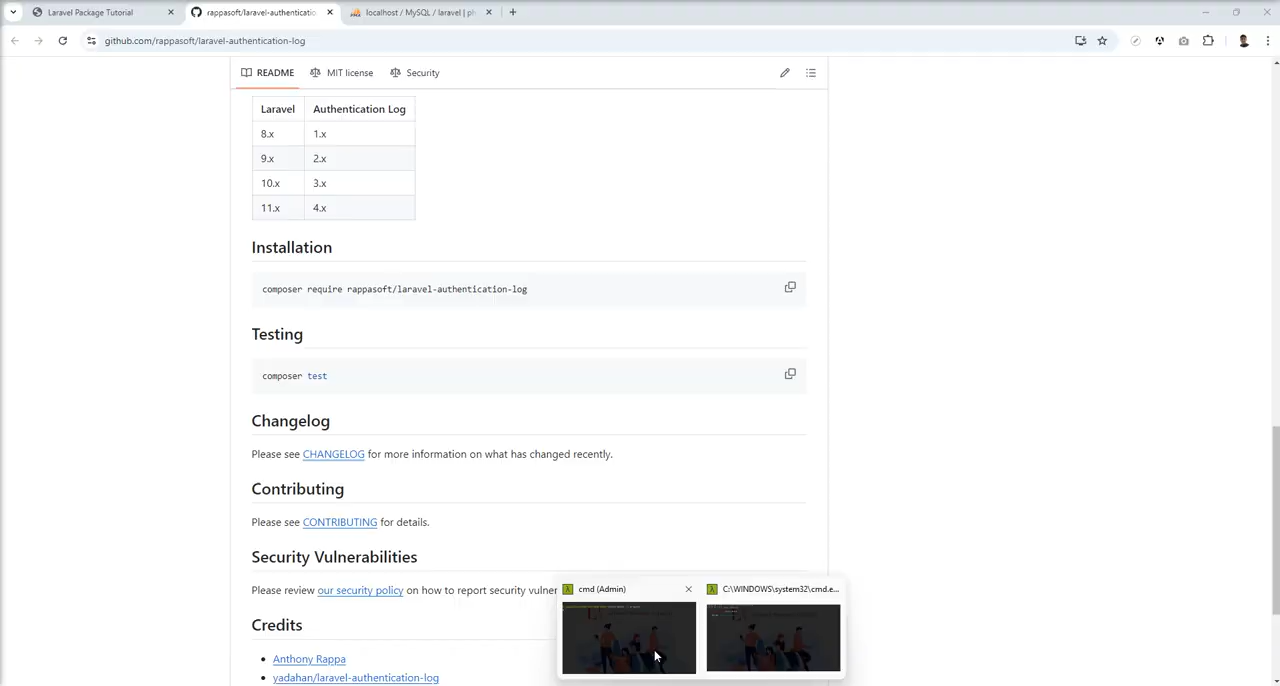 Laravel Package Tutorial
rappasoft/laravel-authenticatio
localhost / MySQL / laravel | ph
github.com/rappasoft/laravel-authentication-log
README
MIT license
Security
Laravel Authentication Log
8.x 1.x
9.x 2.x
10.x 3.x
11.x 4.x
Installation
composer require rappasoft/laravel-authentication-log
Testing
composer test
Changelog
Please see CHANGELOG for more information on what has changed recently.
Contributing
Please see CONTRIBUTING for details.
Security Vulnerabilities
Please review our security policy on how to report security vulner
cmd (Admin)
C:\WINDOWS\system32\cmd.e...
Credits
Anthony Rappa
yadahan/laravel-authentication-log